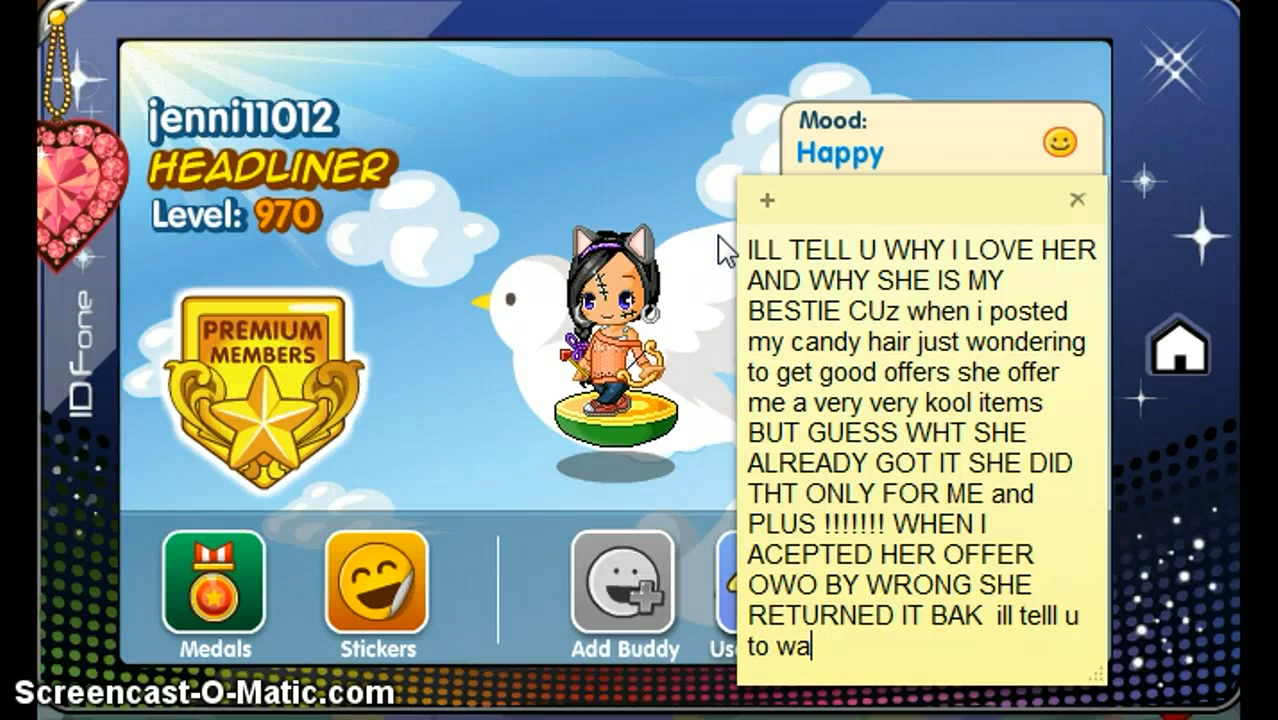 jenni11012
HEADLINER
Level: 970
PREMIUM
MEMBERS
IDFone
Mood:
Happy
ILL TELL U WHY I LOVE HER
AND WHY SHE IS MY
BESTIE CUz when i posted
my candy hair just wondering
to get good offers she offer
me a very very kool items
BUT GUESS WHT SHE
ALREADY GOT IT SHE DID
THT ONLY FOR ME and
PLUS !!!!!!! WHEN I
ACEPTED HER OFFER
OWO BY WRONG SHE
RETURNED IT BAK  ill telll u
to wa
Medals
Stickers
Add Buddy
Screencast-O-Matic.com